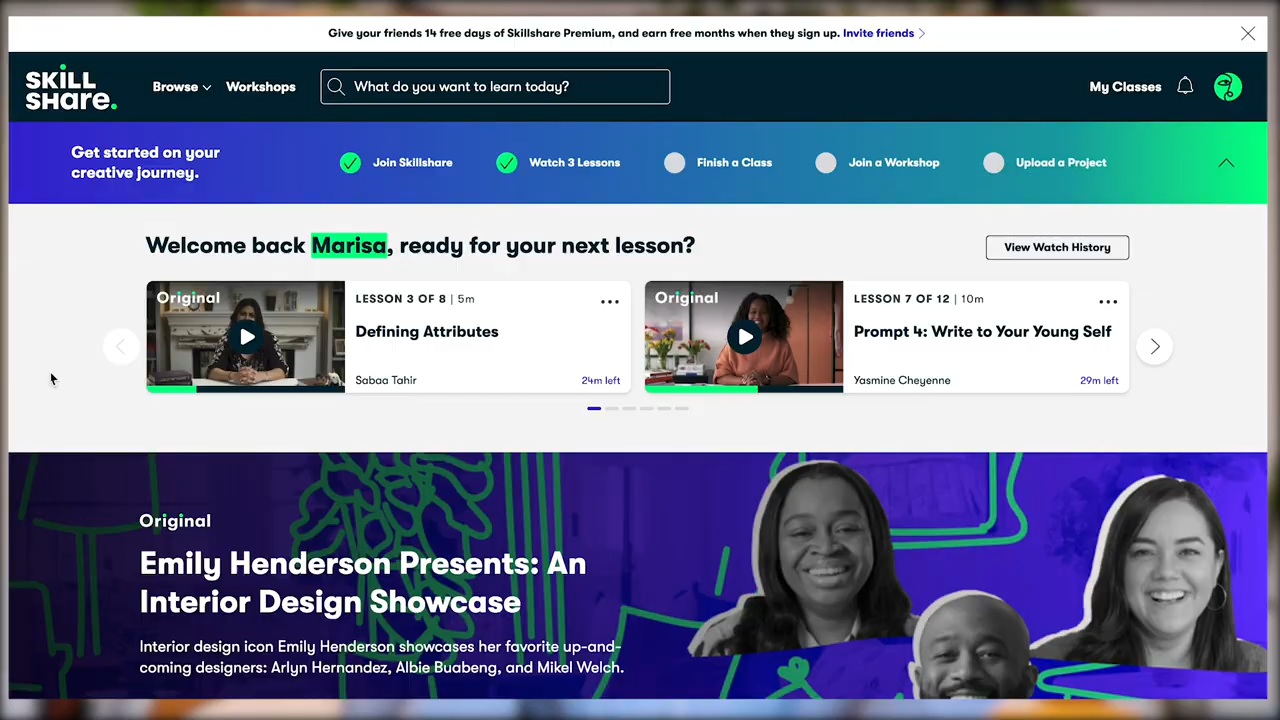 Give your friends 14 free days of Skillshare Premium, and earn free months when they sign up. Invite friends
SKILL
SHARE.
Browse
Workshops
What do you want to learn today?
My Classes
Get started on your
creative journey.
Join Skillshare
Watch 3 Lessons
Finish a Class
Join a Workshop
Upload a Project
Welcome back Marisa, ready for your next lesson?
View Watch History
Original
LESSON 3 OF 8 | 5m
Defining Attributes
Sabaa Tahir
24m left
Original
LESSON 7 OF 12 | 10m
Prompt 4: Write to Your Young Self
Yasmine Cheyenne
29m left
Original
Emily Henderson Presents: An
Interior Design Showcase
Interior design icon Emily Henderson showcases her favorite up-and-
coming designers: Arlyn Hernandez, Albie Buabeng, and Mikel Welch.